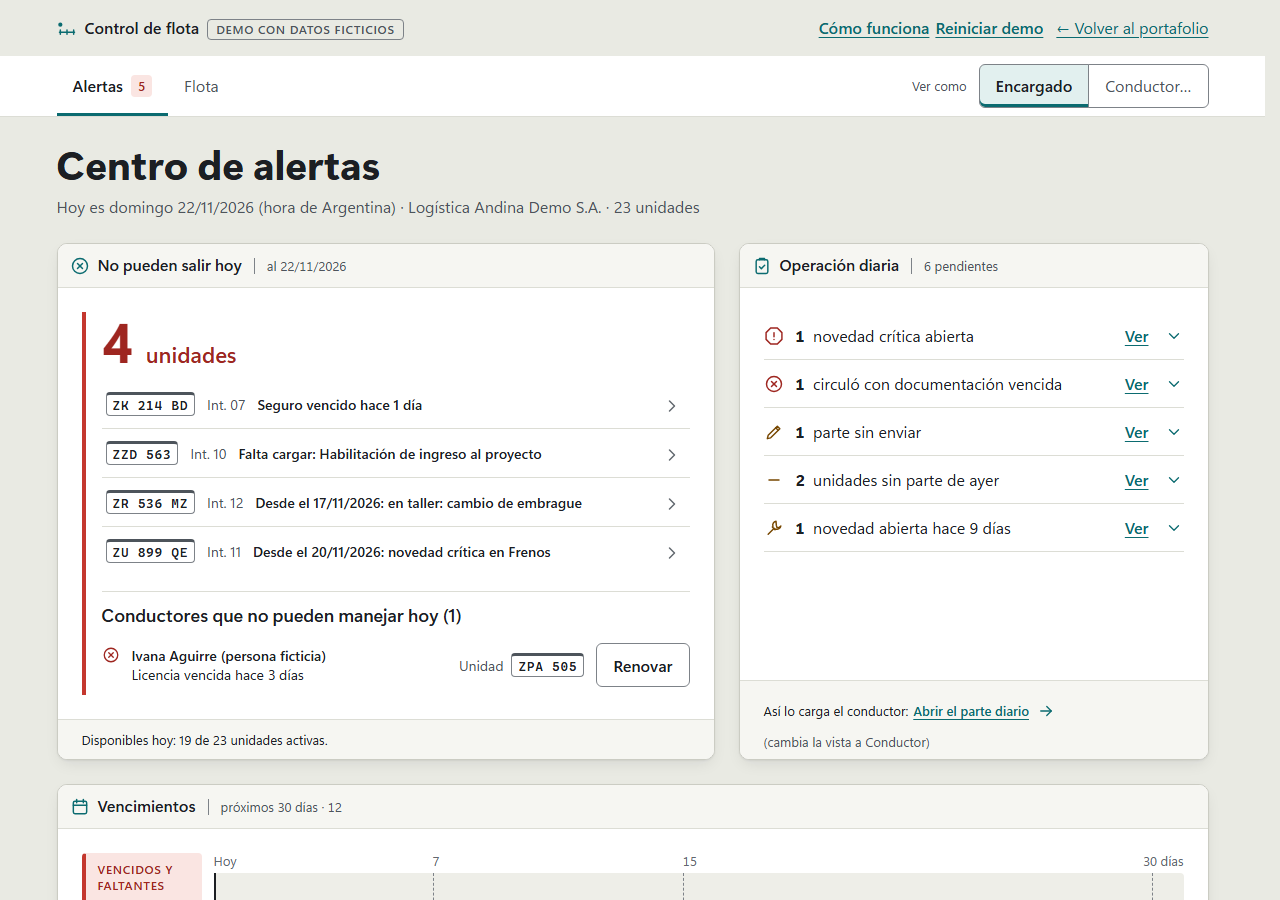 Control de flota DEMO CON DATOS FICTICIOS Cómo funciona Reiniciar demo ← Volver al portafolio
Alertas 5 Flota Ver como Encargado Conductor...
Centro de alertas
Hoy es domingo 22/11/2026 (hora de Argentina) · Logística Andina Demo S.A. · 23 unidades
No pueden salir hoy al 22/11/2026
4 unidades
ZK 214 BD Int. 07 Seguro vencido hace 1 día
ZZD 563 Int. 10 Falta cargar: Habilitación de ingreso al proyecto
ZR 536 MZ Int. 12 Desde el 17/11/2026: en taller: cambio de embrague
ZU 899 QE Int. 11 Desde el 20/11/2026: novedad crítica en Frenos
Conductores que no pueden manejar hoy (1)
Ivana Aguirre (persona ficticia)
Licencia vencida hace 3 días
Unidad ZPA 505 Renovar
Disponibles hoy: 19 de 23 unidades activas.
Operación diaria 6 pendientes
1 novedad crítica abierta Ver
1 circuló con documentación vencida Ver
1 parte sin enviar Ver
2 unidades sin parte de ayer Ver
1 novedad abierta hace 9 días Ver
Así lo carga el conductor: Abrir el parte diario →
(cambia la vista a Conductor)
Vencimientos próximos 30 días · 12
VENCIDOS Y
FALTANTES
Hoy 7 15 30 días